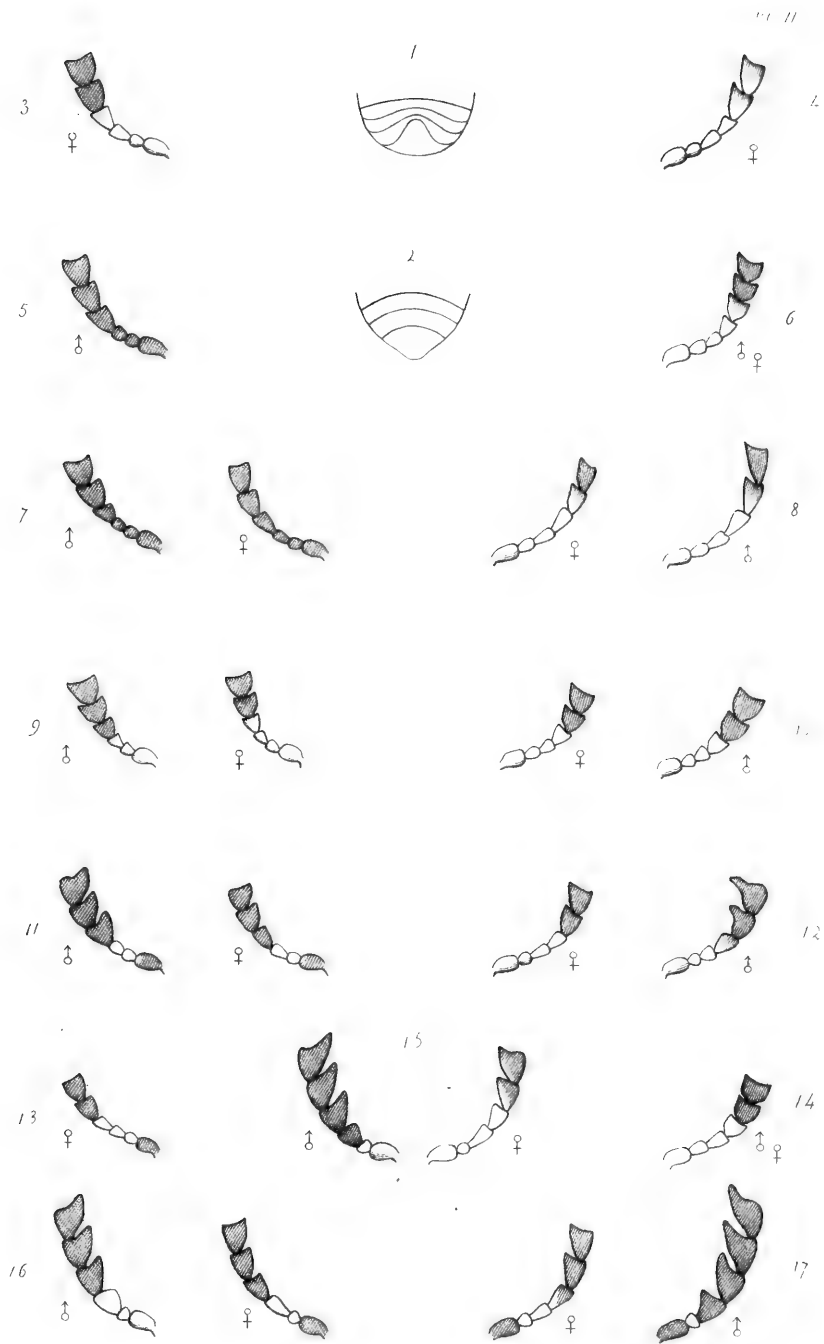 1
3 ♀ ♀
2
5 ♂ 6 ♂ ♀
7 ♂ ♀ ♀ ♂ 8
9 ♂ ♀ ♀ ♂
11 ♂ ♀ ♀ ♂ 12
15
13 ♀ ♂ ♀ 14 ♂ ♀
16 ♂ ♀ ♀ ♂ 17